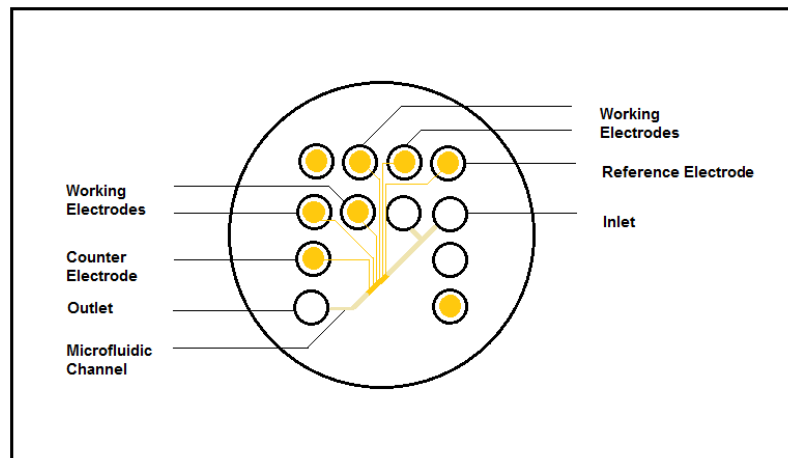 Working
Electrodes
Reference Electrode
Inlet
Working
Electrodes
Counter
Electrode
Outlet
Microfluidic
Channel